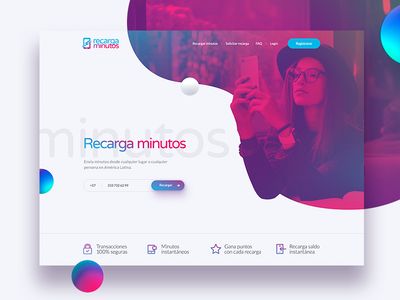 recarga
minutos
Recargar minutos
Solicitar recarga
FAQ
Login
Registrarse
minutos
Recarga minutos
Envía minutos desde cualquier lugar a cualquier
persona en América Latina.
+57
310 702 62 99
Recargar
Transacciones
100% seguras
Minutos
instantáneos
Gana puntos
con cada recarga
Recarga saldo
instantánea